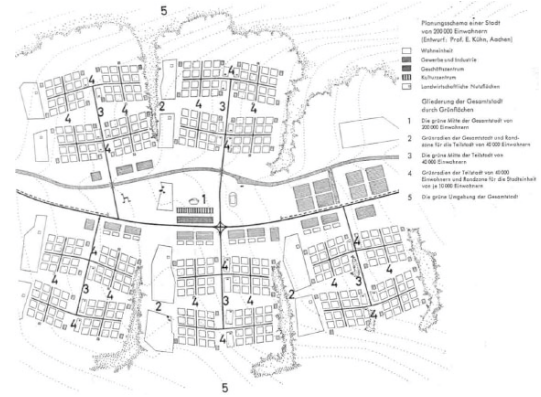 Planungsschema einer Stadt
von 200 000 Einwohnern
(Entwurf: Prof. E. Kühn, Aachen)
Wohneinheit
Gewerbe und Industrie
Geschäftszentrum
Kulturzentrum
Landwirtschaftliche Nutzflächen
Gliederung der Gesamtstadt
durch Grünflächen
1 Die grüne Mitte der Gesamtstadt von
200 000 Einwohnern
2 Grünradien der Gesamtstadt und Rand-
zone für die Teilstadt von 40 000 Einwohnern
3 Die grüne Mitte der Teilstadt von
40 000 Einwohnern
4 Grünradien der Teilstadt von 40 000
Einwohnern und Randzone für die Stadteinheit
von je 10 000 Einwohnern
5 Die grüne Umgebung der Gesamtstadt
5
4
4
4
4
3
2
3
2
4
4
4
4
1
4
4
4
4
3
4
4
2
3
4
4
3
4
2
4
4
4
5